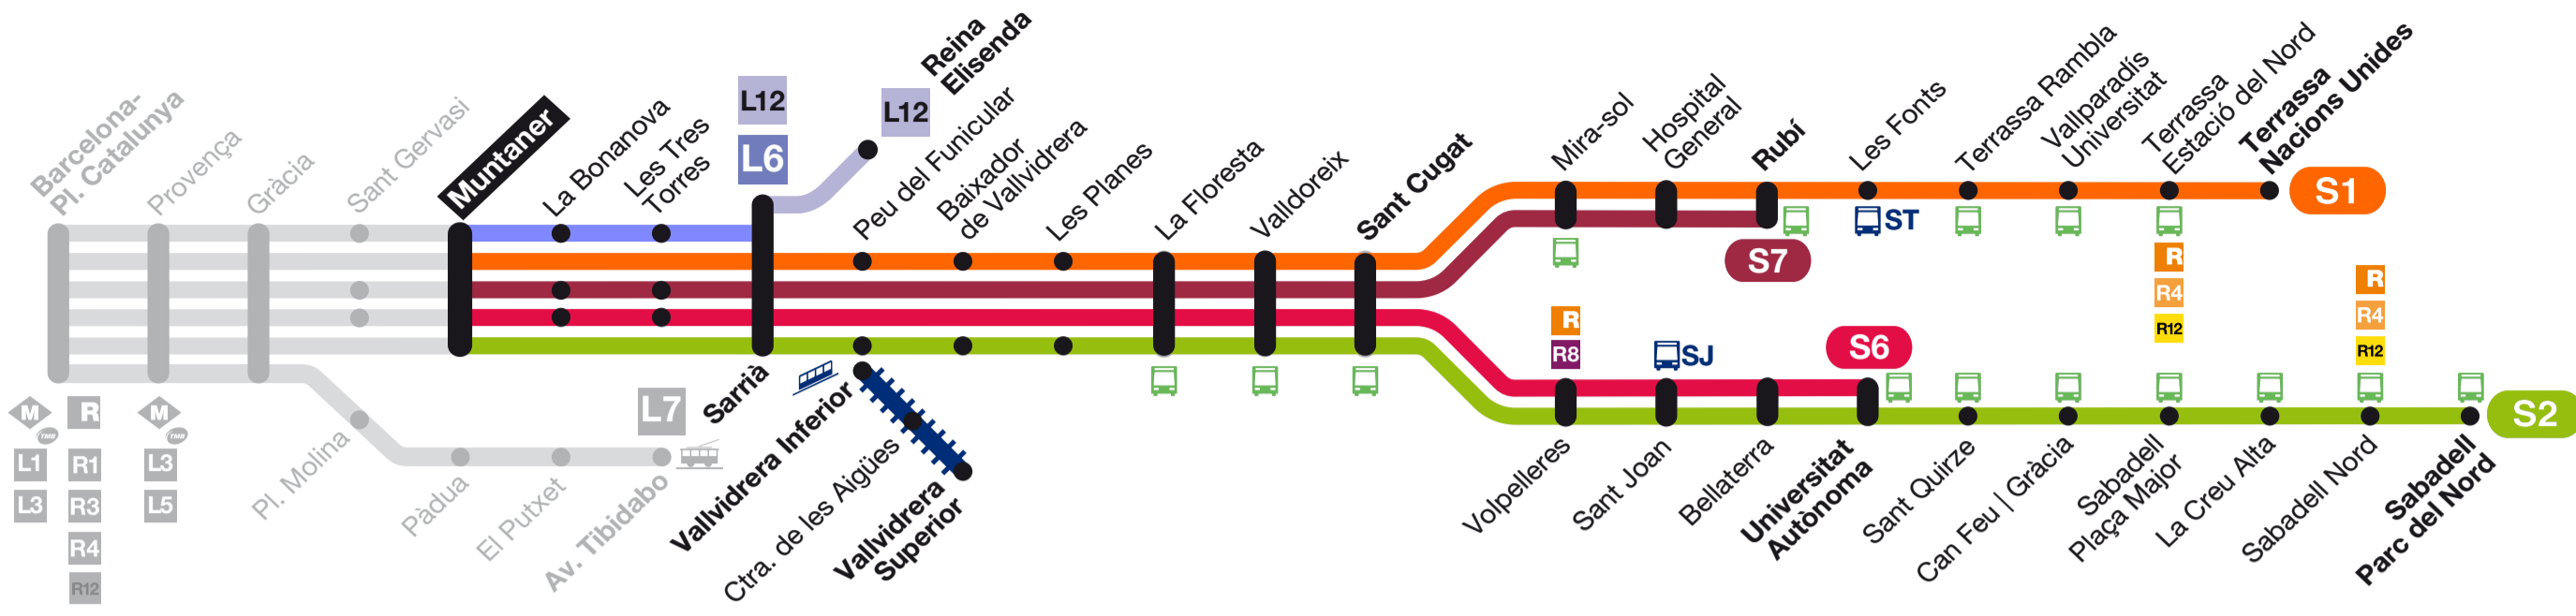 Barcelona-
Pl. Catalunya
Provença
Gràcia
Sant Gervasi
Muntaner
La Bonanova
Les Tres
Torres
L12
L6
Reina
Elisenda
L12
Peu del Funicular
Baixador
de Vallvidrera
Les Planes
La Floresta
Valldoreix
Sant Cugat
Mira-sol
Hospital
General
Rubí
Les Fonts
Terrassa Rambla
Vallparadís
Universitat
Terrassa
Estació del Nord
Terrassa
Nacions Unides
S1
ST
S7
R
R4
R12
R
R4
R12
R
R8
SJ
S6
S2
M
TMB
L1
L3
R
R1
R3
R4
R12
M
TMB
L3
L5
Pl. Molina
Pàdua
El Putxet
Av. Tibidabo
L7
Sarrià
Vallvidrera Inferior
Ctra. de les Aigües
Vallvidrera
Superior
Volpelleres
Sant Joan
Bellaterra
Universitat
Autònoma
Sant Quirze
Can Feu | Gràcia
Sabadell
Plaça Major
La Creu Alta
Sabadell Nord
Sabadell
Parc del Nord